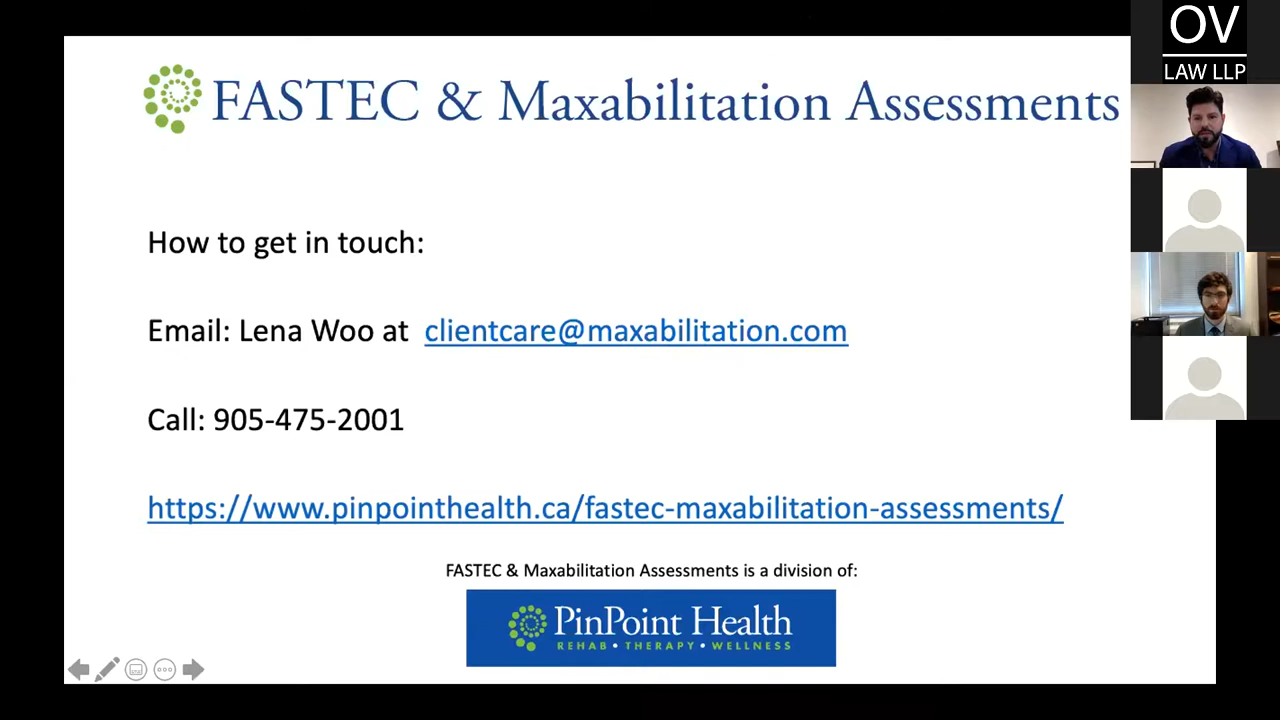 FASTEC & Maxabilitation Assessments
OV
LAW LLP
How to get in touch:
Email: Lena Woo at clientcare@maxabilitation.com
Call: 905-475-2001
https://www.pinpointhealth.ca/fastec-maxabilitation-assessments/
FASTEC & Maxabilitation Assessments is a division of:
PinPoint Health
REHAB • THERAPY • WELLNESS